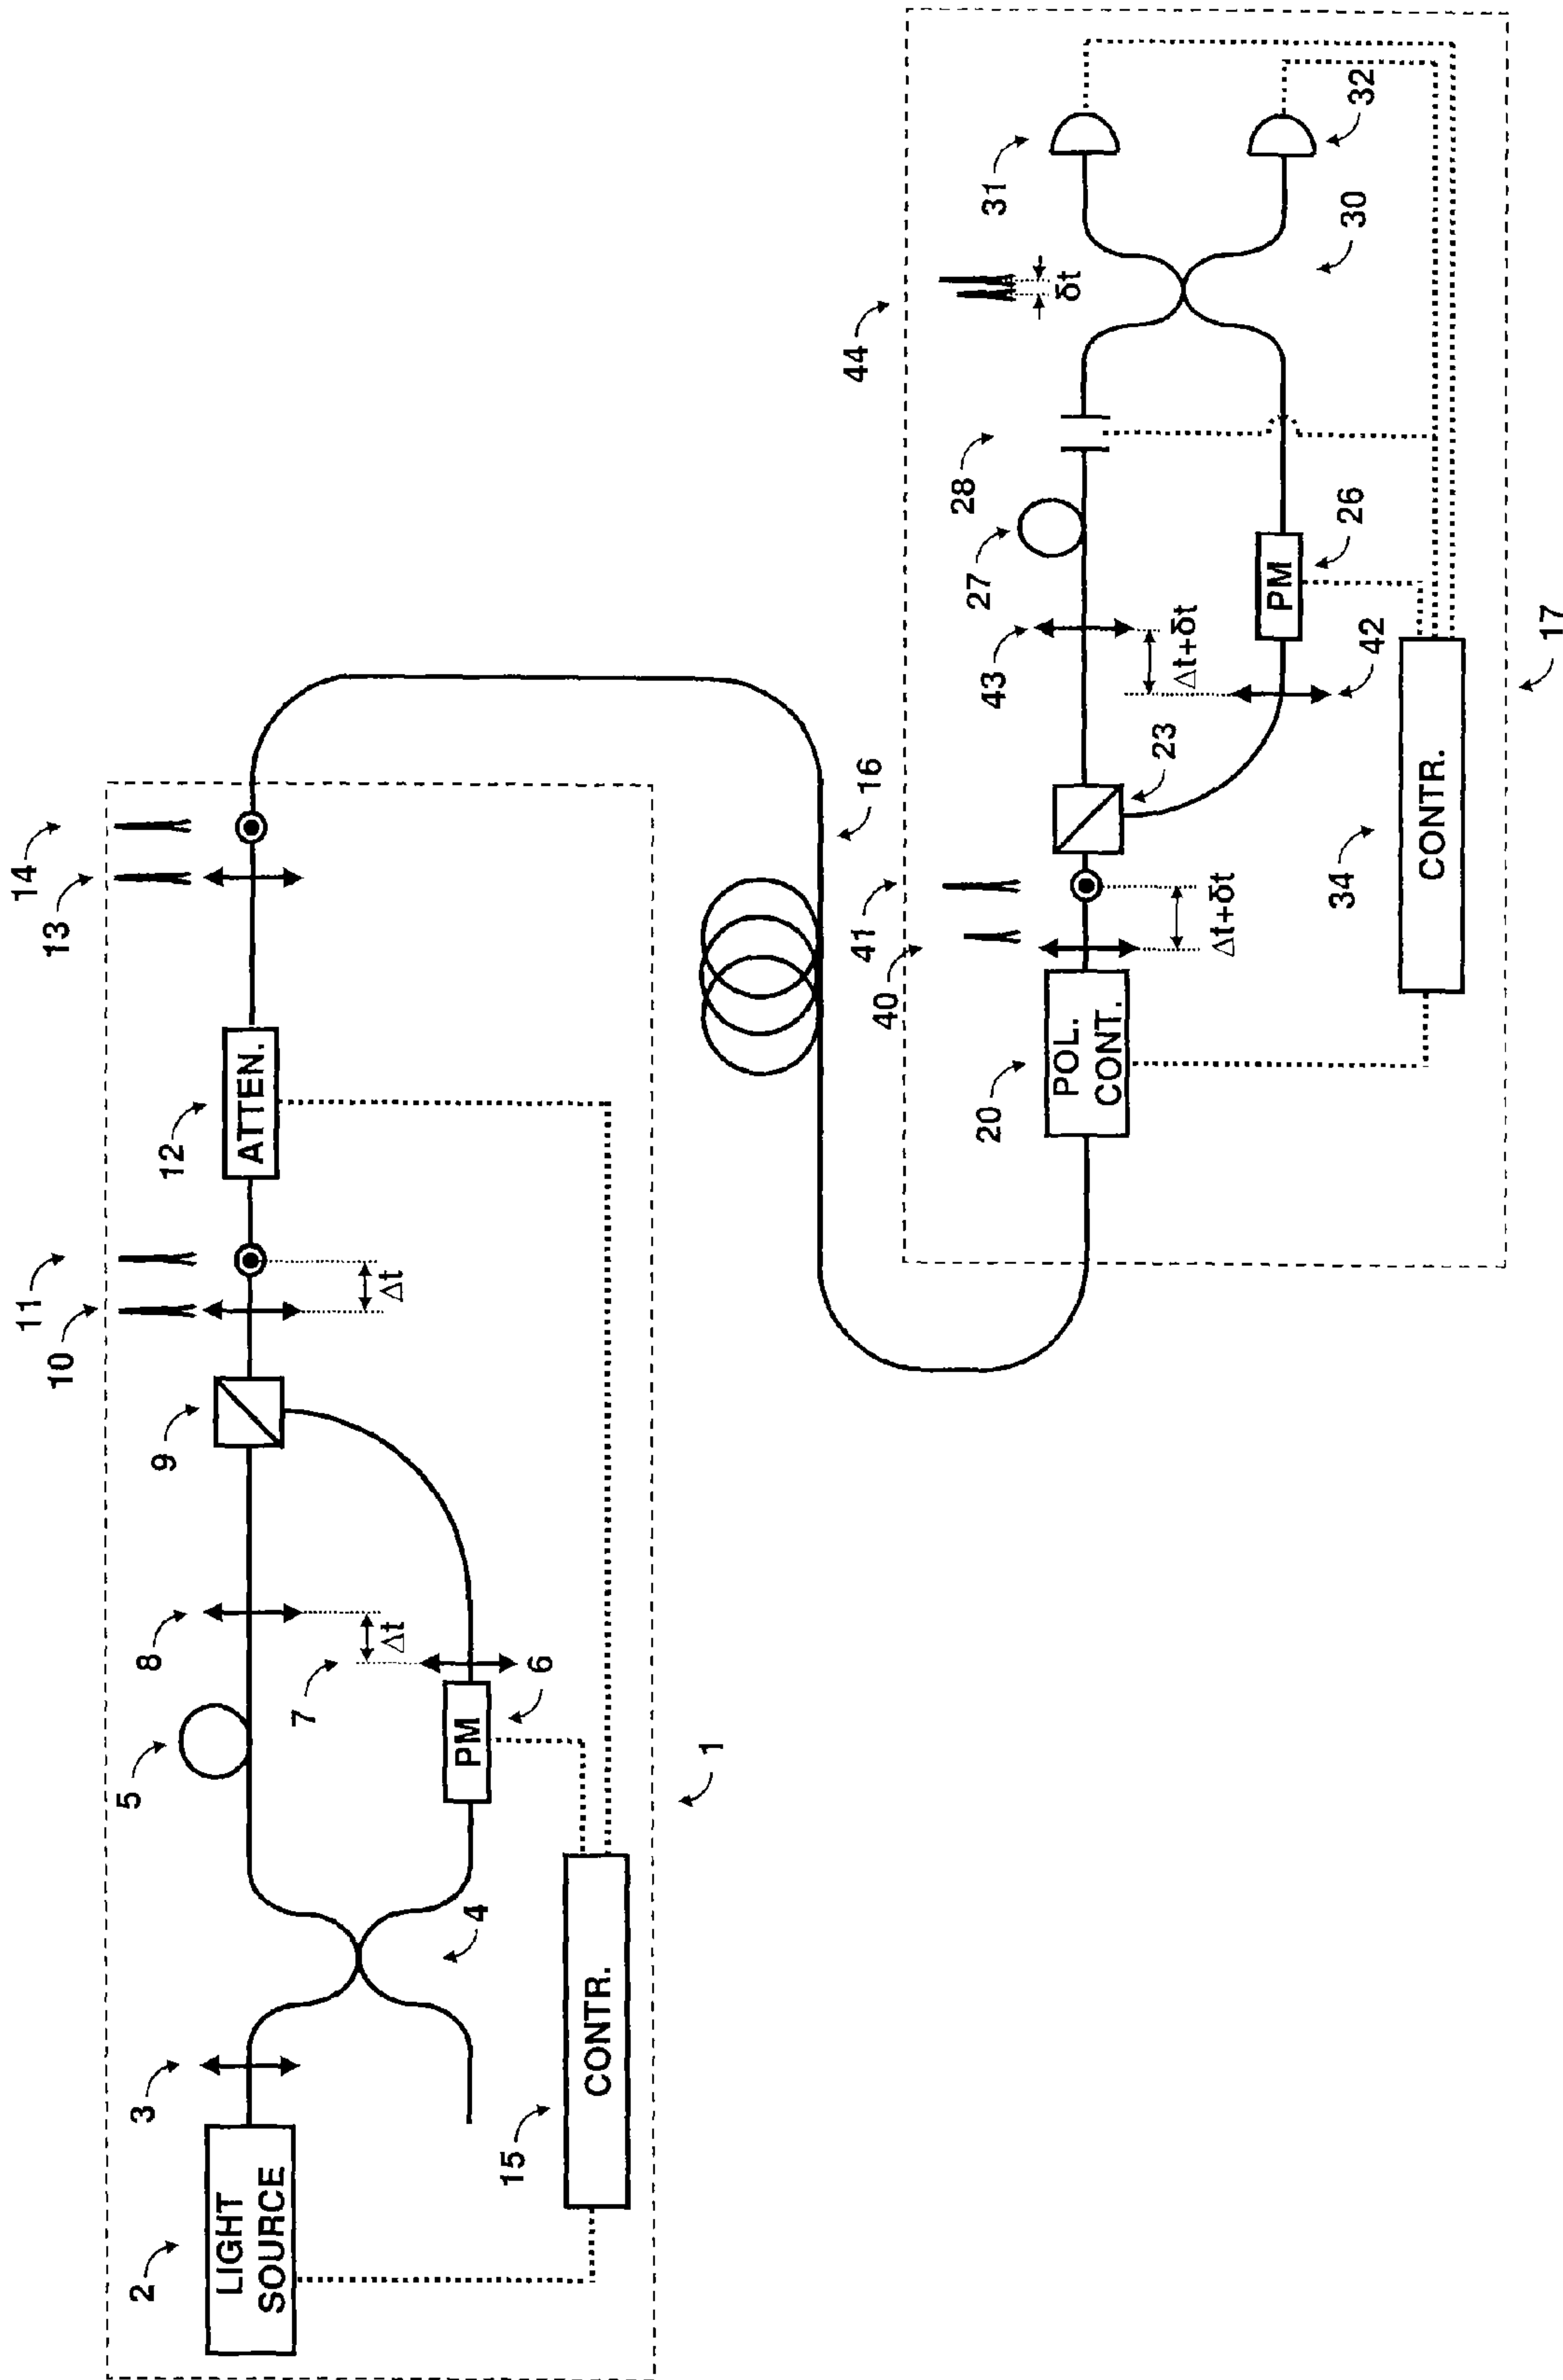 2
LIGHT
SOURCE
3
4
5
PM
6
7
8
Δt
9
10
11
Δt
12
ATTEN.
13
14
15
CONTR.
1
16
20
POL.
CONT.
40
41
Δt+δt
23
42
43
Δt+δt
PM
26
27
28
44
δt
30
31
32
34
CONTR.
17